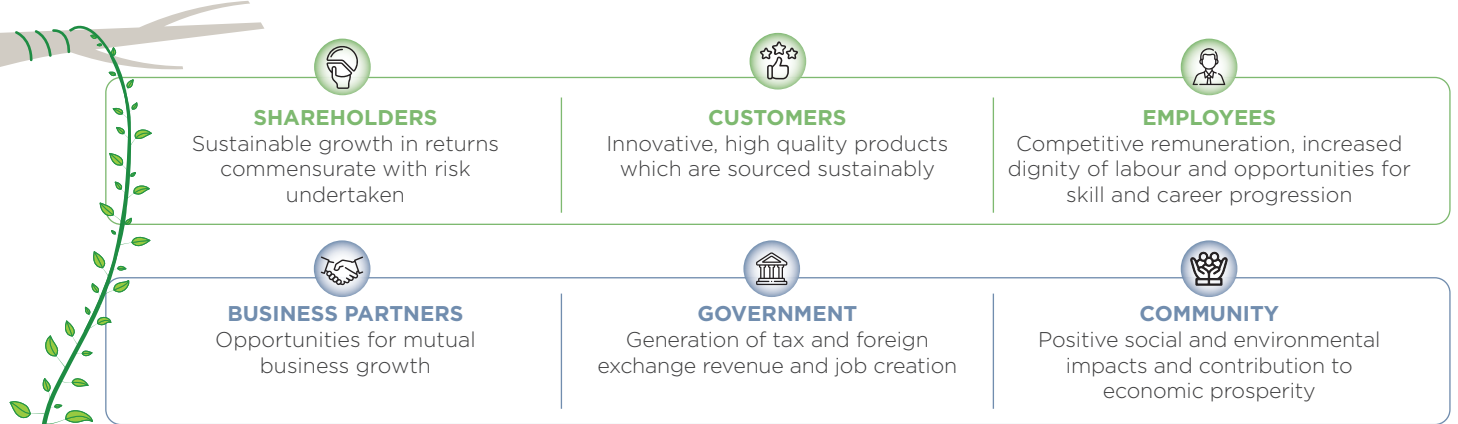 SHAREHOLDERS
Sustainable growth in returns
commensurate with risk
undertaken
CUSTOMERS
Innovative, high quality products
which are sourced sustainably
EMPLOYEES
Competitive remuneration, increased
dignity of labour and opportunities for
skill and career progression
BUSINESS PARTNERS
Opportunities for mutual
business growth
GOVERNMENT
Generation of tax and foreign
exchange revenue and job creation
COMMUNITY
Positive social and environmental
impacts and contribution to
economic prosperity